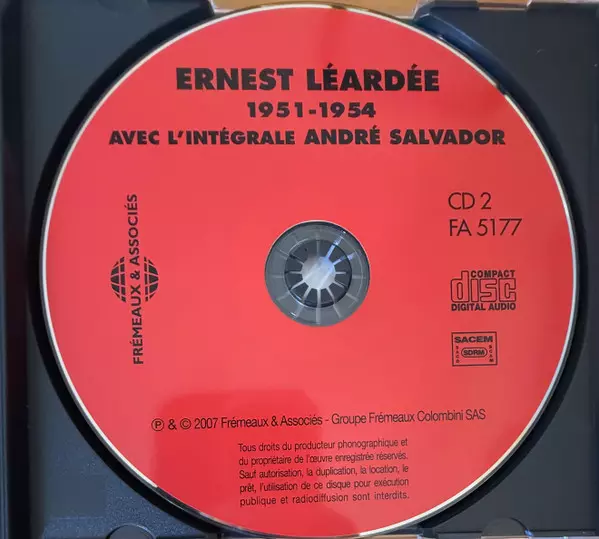 ERNEST LÉARDÉE
1951-1954
AVEC L'INTÉGRALE ANDRÉ SALVADOR
FRÉMEAUX & ASSOCIÉS
CD 2
FA 5177
COMPACT
disc
DIGITAL AUDIO
SACEM
SDRM
℗ & © 2007 Frémeaux & Associés - Groupe Frémeaux Colombini SAS
Tous droits du producteur phonographique et
du propriétaire de l'œuvre enregistrée réservés.
Sauf autorisation, la duplication, la location, le
prêt, l'utilisation de ce disque pour exécution
publique et radiodiffusion sont interdits.